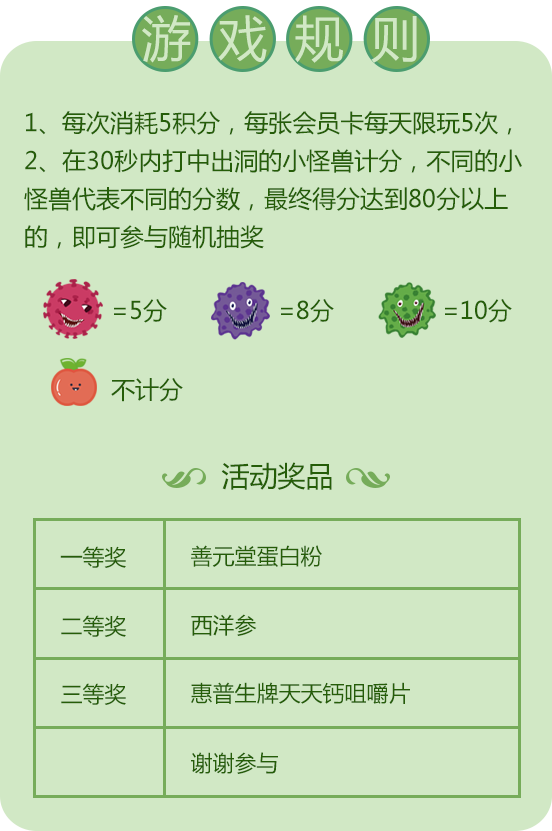 游戏规则
1、每次消耗5积分，每张会员卡每天限玩5次，
2、在30秒内打中出洞的小怪兽计分，不同的小
怪兽代表不同的分数，最终得分达到80分以上
的，即可参与随机抽奖
=5分 =8分 =10分
不计分
活动奖品
一等奖 善元堂蛋白粉
二等奖 西洋参
三等奖 惠普生牌天天钙咀嚼片
谢谢参与